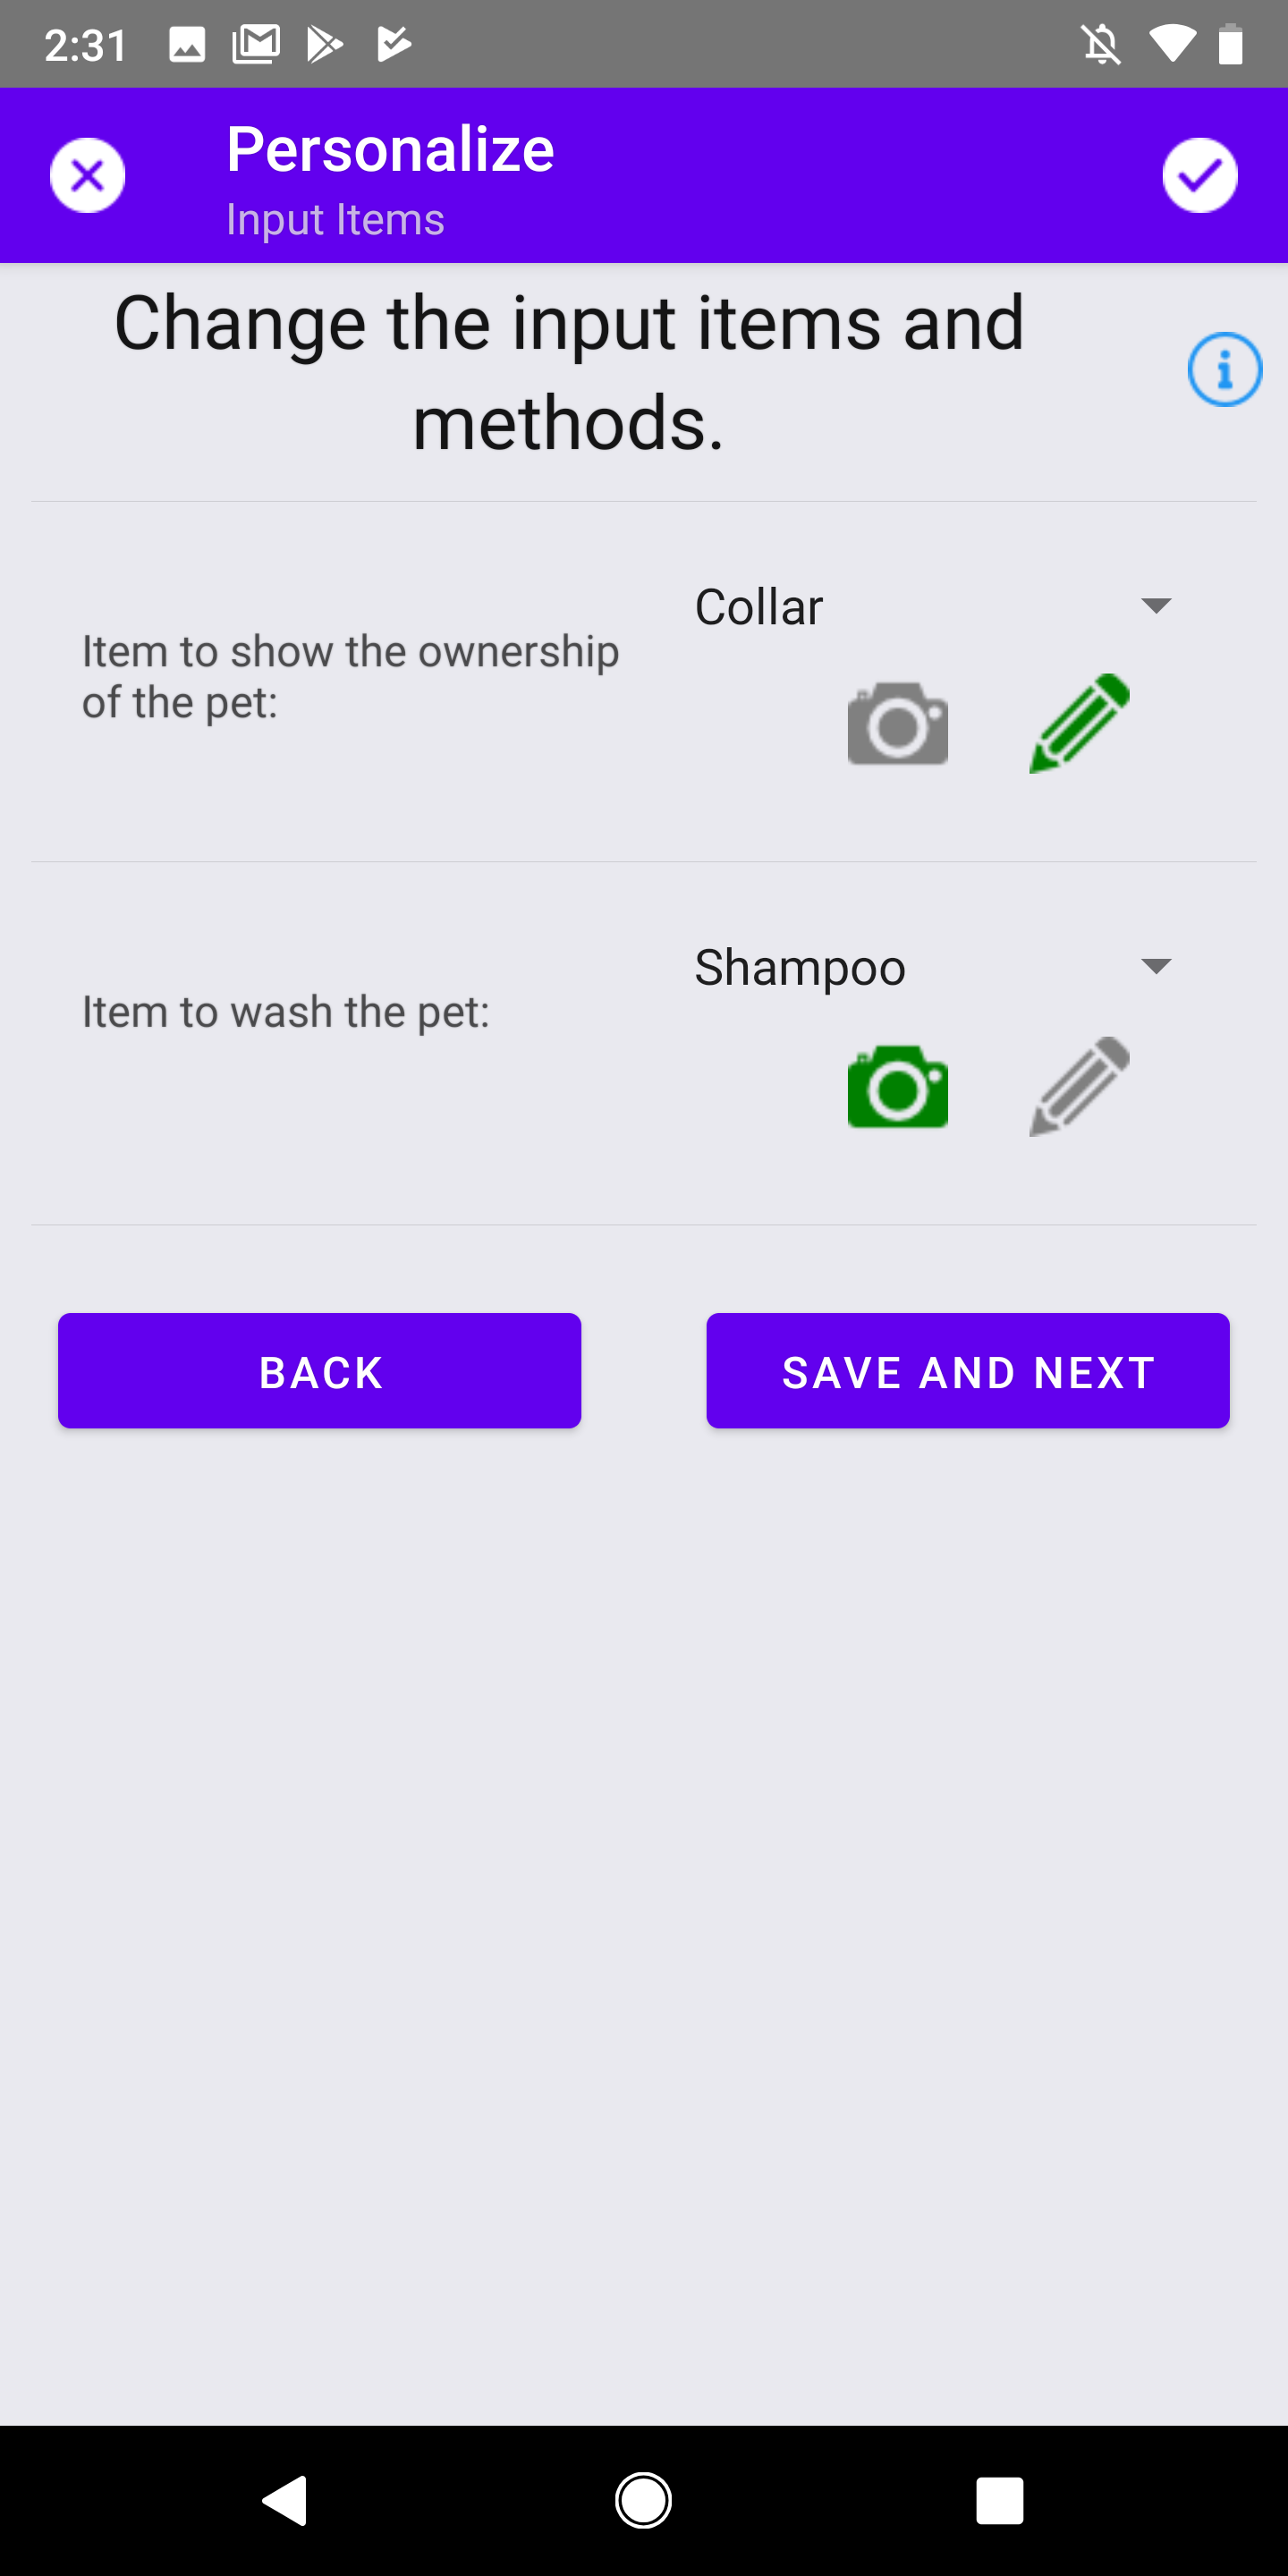 2:31
Personalize
Input Items
Change the input items and
methods.
Collar
Item to show the ownership
of the pet:
Shampoo
Item to wash the pet:
BACK
SAVE AND NEXT